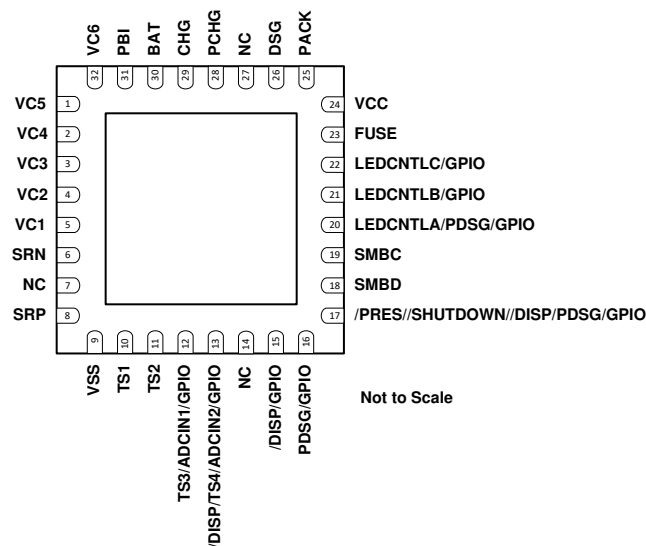 VC6
PBI
BAT
CHG
PCHG
NC
DSG
PACK
32
31
30
29
28
27
26
25
VC5 1
VC4 2
VC3 3
VC2 4
VC1 5
SRN 6
NC 7
SRP 8
24 VCC
23 FUSE
22 LEDCNTLC/GPIO
21 LEDCNTLB/GPIO
20 LEDCNTLA/PDSG/GPIO
19 SMBC
18 SMBD
17 /PRES//SHUTDOWN//DISP/PDSG/GPIO
9
10
11
12
13
14
15
16
VSS
TS1
TS2
TS3/ADCIN1/GPIO
/DISP/TS4/ADCIN2/GPIO
NC
/DISP/GPIO
PDSG/GPIO
Not to Scale